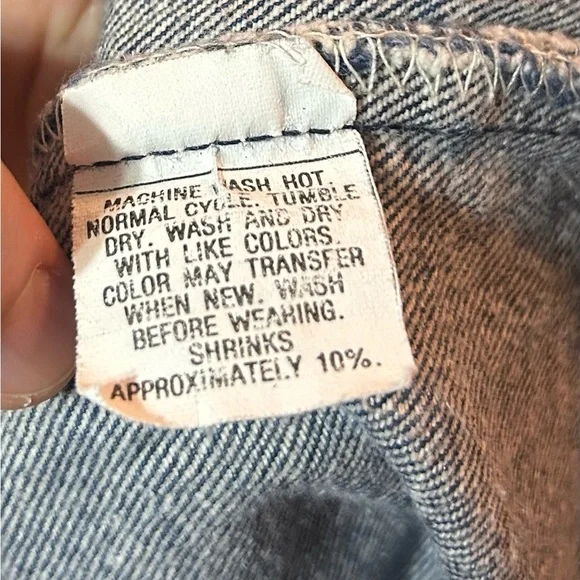 MACHINE WASH HOT.
NORMAL CYCLE. TUMBLE
DRY. WASH AND DRY
WITH LIKE COLORS.
COLOR MAY TRANSFER
WHEN NEW. WASH
BEFORE WEARING.
SHRINKS
APPROXIMATELY 10%.